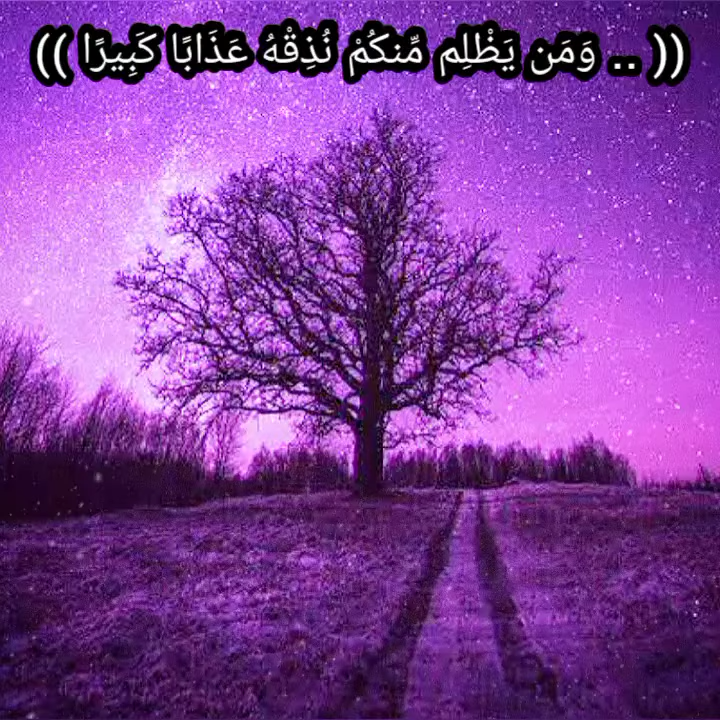 (( .. وَمَن يَظْلِم مِّنكُمْ نُذِقْهُ عَذَابًا كَبِيرًا ))